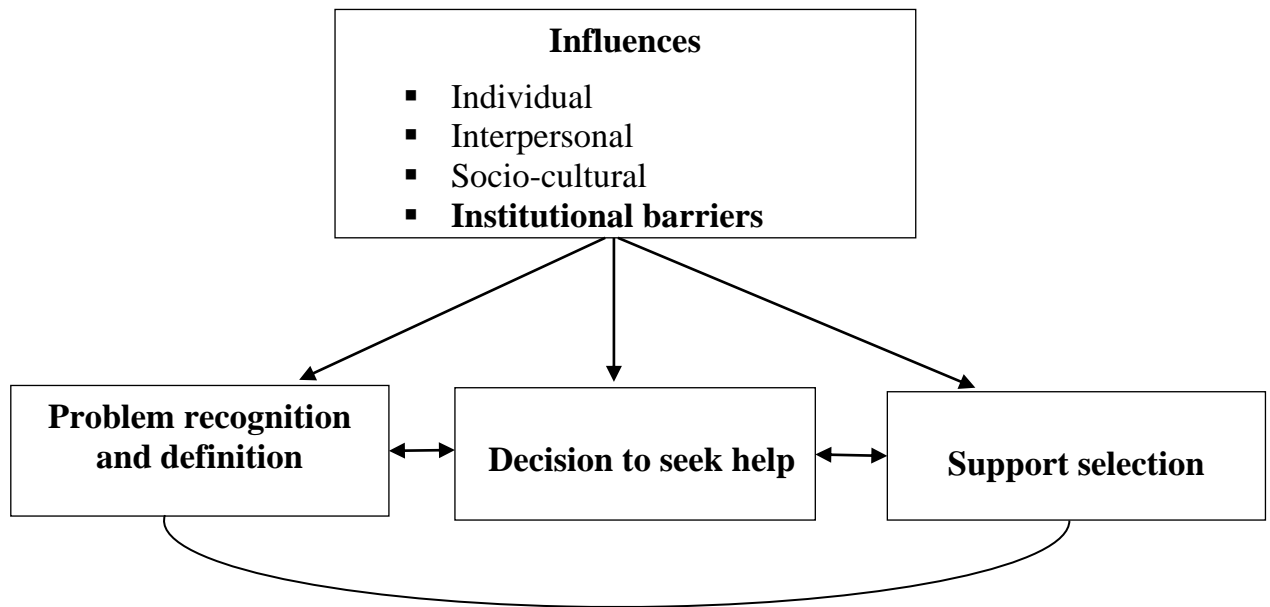 Influences
▪ Individual
▪ Interpersonal
▪ Socio-cultural
▪ Institutional barriers
Problem recognition
and definition
Decision to seek help
Support selection